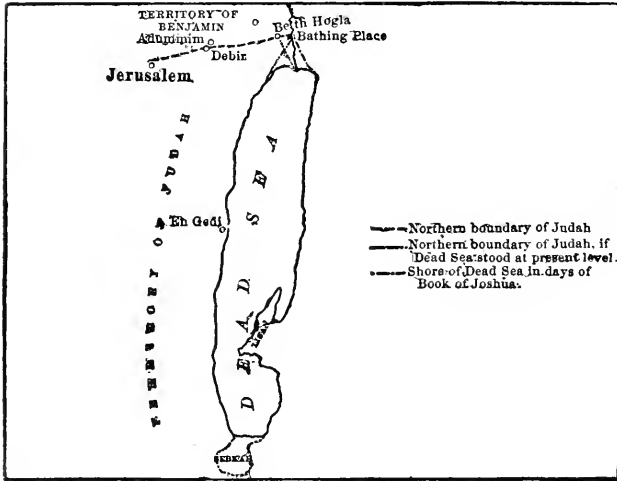 TERRITORY OF
BENJAMIN
Adummim
Beth Hogla
Bathing Place
Debir
Jerusalem
TERRITORY OF JUDAH
DEAD SEA
En Gedi
LISAN
SEBKAH
Northern boundary of Judah
Northern boundary of Judah, if
Dead Sea stood at present level.
Shore of Dead Sea in days of
Book of Joshua.